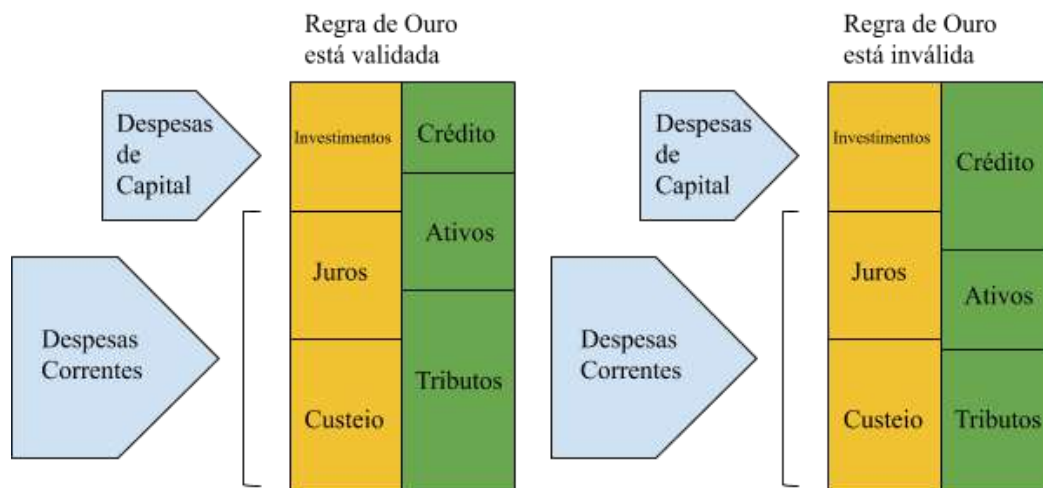 Regra de Ouro
está validada
Despesas
de
Capital
Investimentos
Crédito
Ativos
Juros
Despesas
Correntes
Tributos
Custeio
Regra de Ouro
está inválida
Despesas
de
Capital
Investimentos
Crédito
Juros
Ativos
Despesas
Correntes
Custeio
Tributos